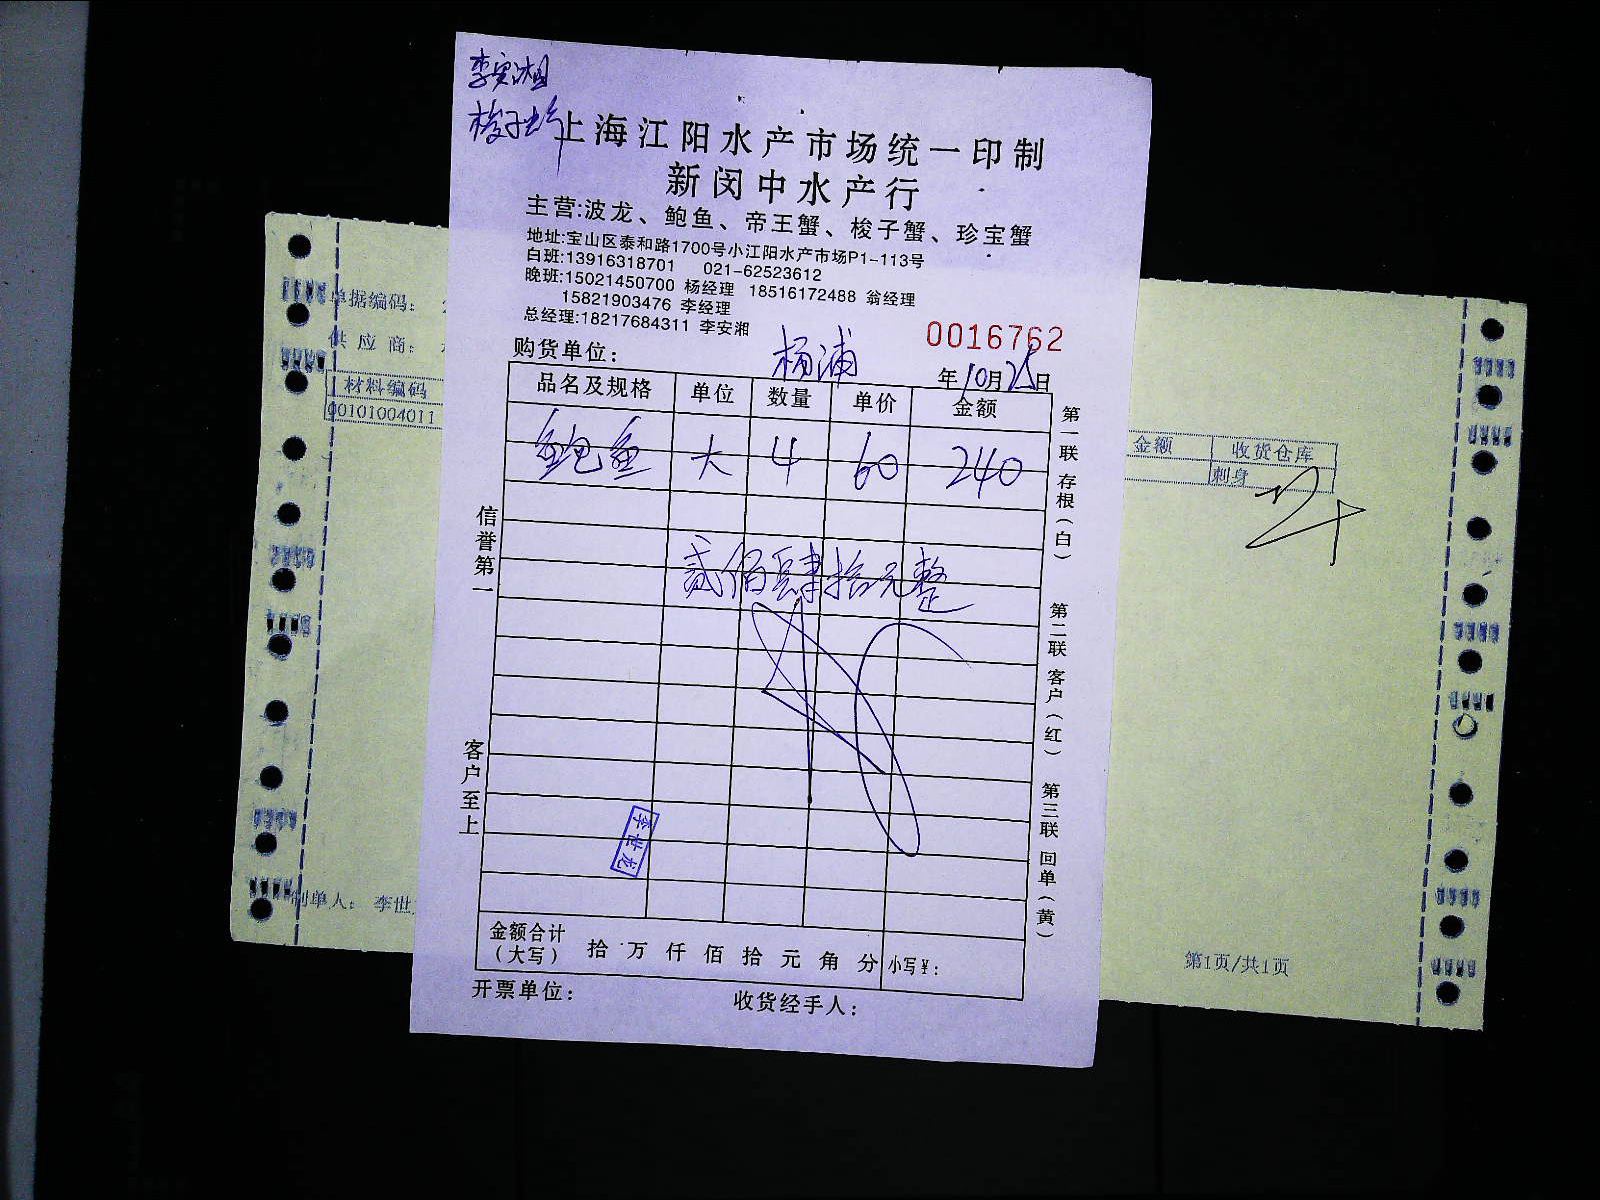 李安湘
梭子蟹
上海江阳水产市场统一印制
新闵中水产行
主营:波龙、鲍鱼、帝王蟹、梭子蟹、珍宝蟹
地址:宝山区泰和路1700号小江阳水产市场P1-113号
白班:13916318701 021-62523612
晚班:15021450700 杨经理 18516172488 翁经理
15821903476 李经理
总经理:18217684311 李安湘
0016762
购货单位: 杨浦
年10月25日
品名及规格 单位 数量 单价 金额
鲍鱼 大 4 60 240
贰佰肆拾元整
李世龙
金额合计
(大写) 拾万仟佰拾元角分 小写¥:
开票单位: 收货经手人:
信誉第一
客户至上
第一联 存根(白)
第二联 客户(红)
第三联 回单(黄)
单据编码:
供应商:
材料编码
00101004011
制单人: 李世
金额 收货仓库
刺身
第1页/共1页